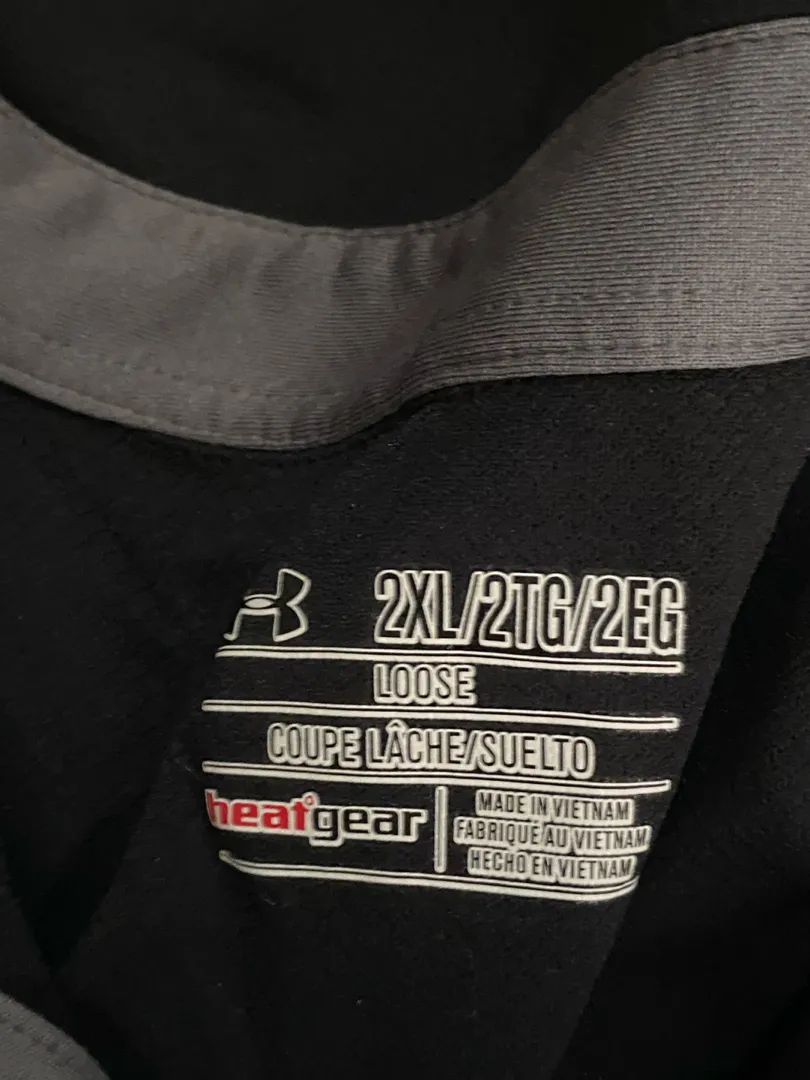 2XL/2TG/2EG
LOOSE
COUPE LÂCHE/SUELTO
heatgear
MADE IN VIETNAM
FABRIQUÉ AU VIETNAM
HECHO EN VIETNAM